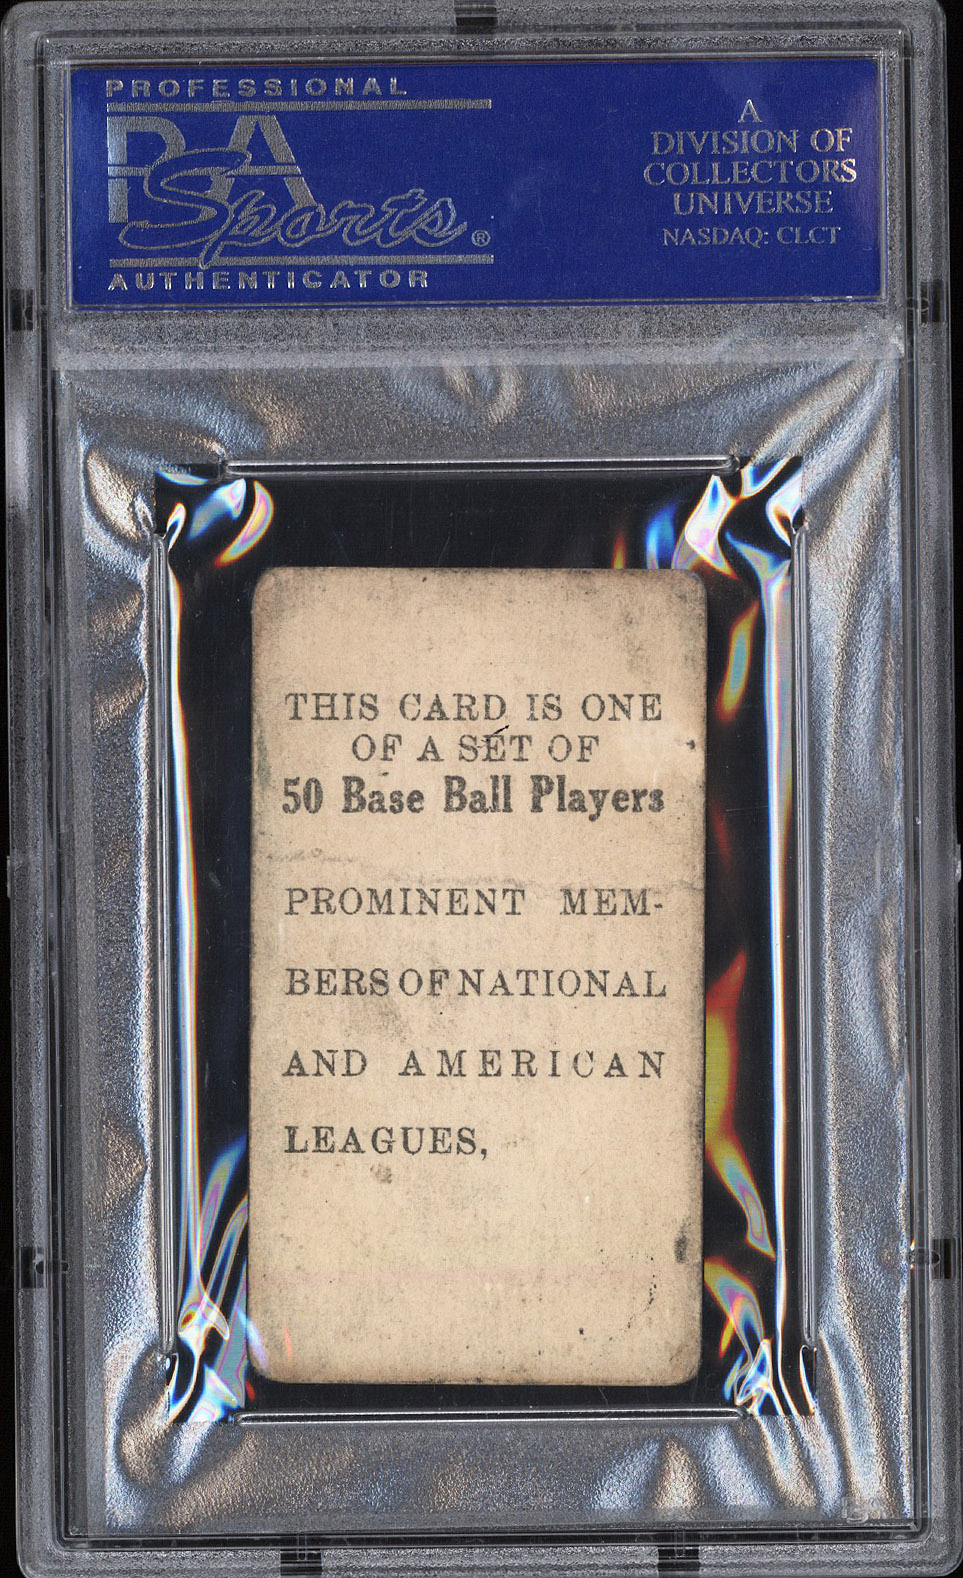 PROFESSIONAL
PSA
Sports®
AUTHENTICATOR
A
DIVISION OF
COLLECTORS
UNIVERSE
NASDAQ: CLCT
THIS CARD IS ONE
OF A SET OF
50 Base Ball Players
PROMINENT MEM-
BERS OF NATIONAL
AND AMERICAN
LEAGUES,